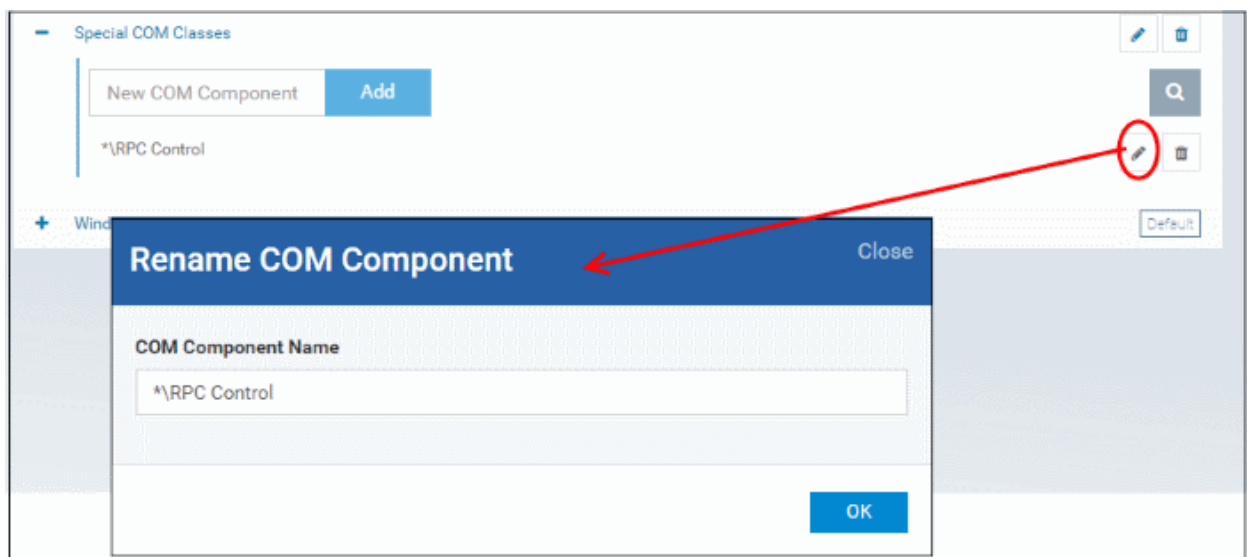 Special COM Classes
New COM Component Add
*\RPC Control
Wind
Default
Rename COM Component Close
COM Component Name
*\RPC Control
OK